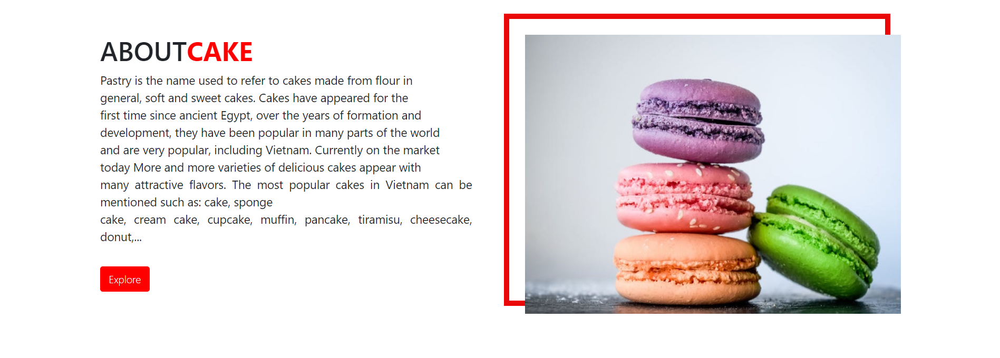 ABOUTCAKE
Pastry is the name used to refer to cakes made from flour in
general, soft and sweet cakes. Cakes have appeared for the
first time since ancient Egypt, over the years of formation and
development, they have been popular in many parts of the world
and are very popular, including Vietnam. Currently on the market
today More and more varieties of delicious cakes appear with
many attractive flavors. The most popular cakes in Vietnam can be
mentioned such as: cake, sponge
cake, cream cake, cupcake, muffin, pancake, tiramisu, cheesecake,
donut,...
Explore